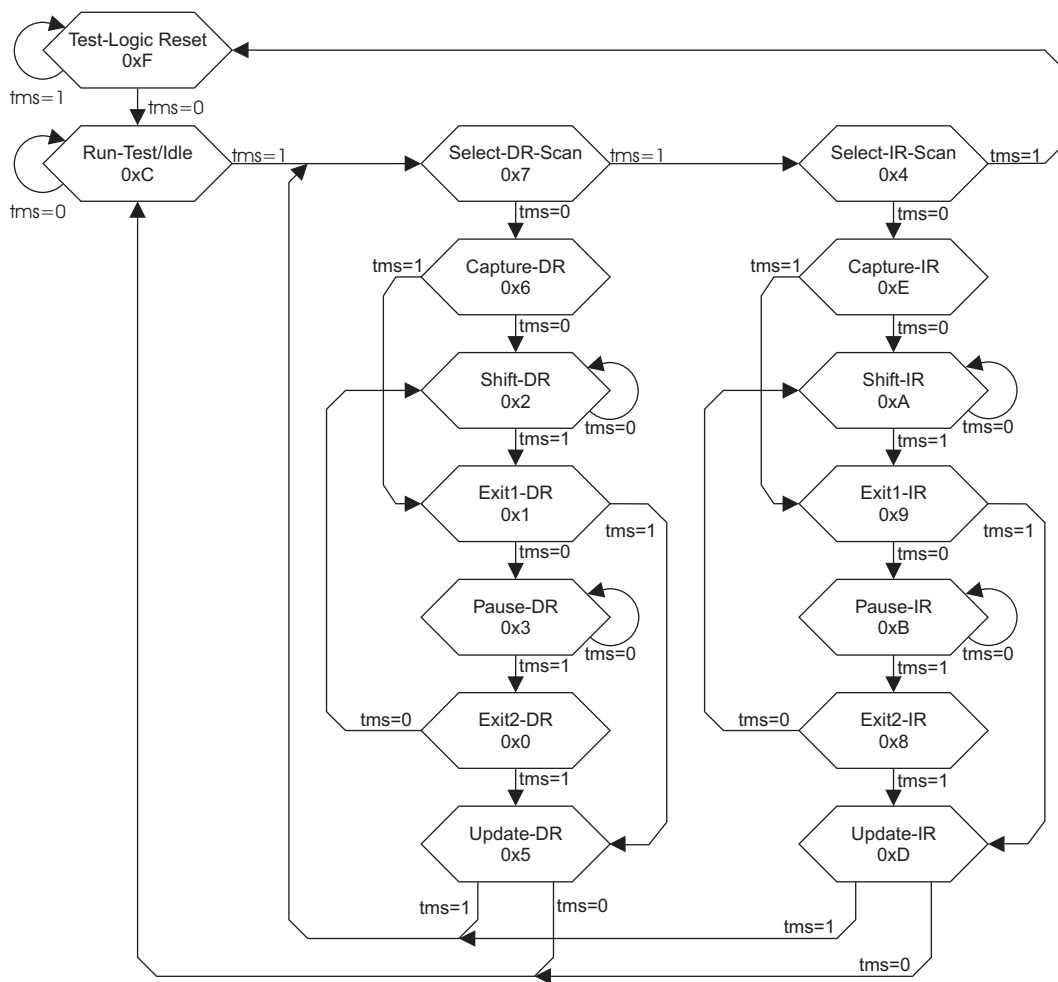 Test-Logic Reset
0xF
tms=1
tms=0
Run-Test/Idle
0xC
tms=1
tms=0
Select-DR-Scan
0x7
tms=1
tms=0
Select-IR-Scan
0x4
tms=1
tms=0
tms=1
Capture-DR
0x6
tms=0
tms=1
Capture-IR
0xE
tms=0
Shift-DR
0x2
tms=0
tms=1
Shift-IR
0xA
tms=0
tms=1
Exit1-DR
0x1
tms=1
tms=0
Exit1-IR
0x9
tms=1
tms=0
Pause-DR
0x3
tms=0
tms=1
Pause-IR
0xB
tms=0
tms=1
tms=0
Exit2-DR
0x0
tms=1
tms=0
Exit2-IR
0x8
tms=1
Update-DR
0x5
tms=1
tms=0
Update-IR
0xD
tms=1
tms=0